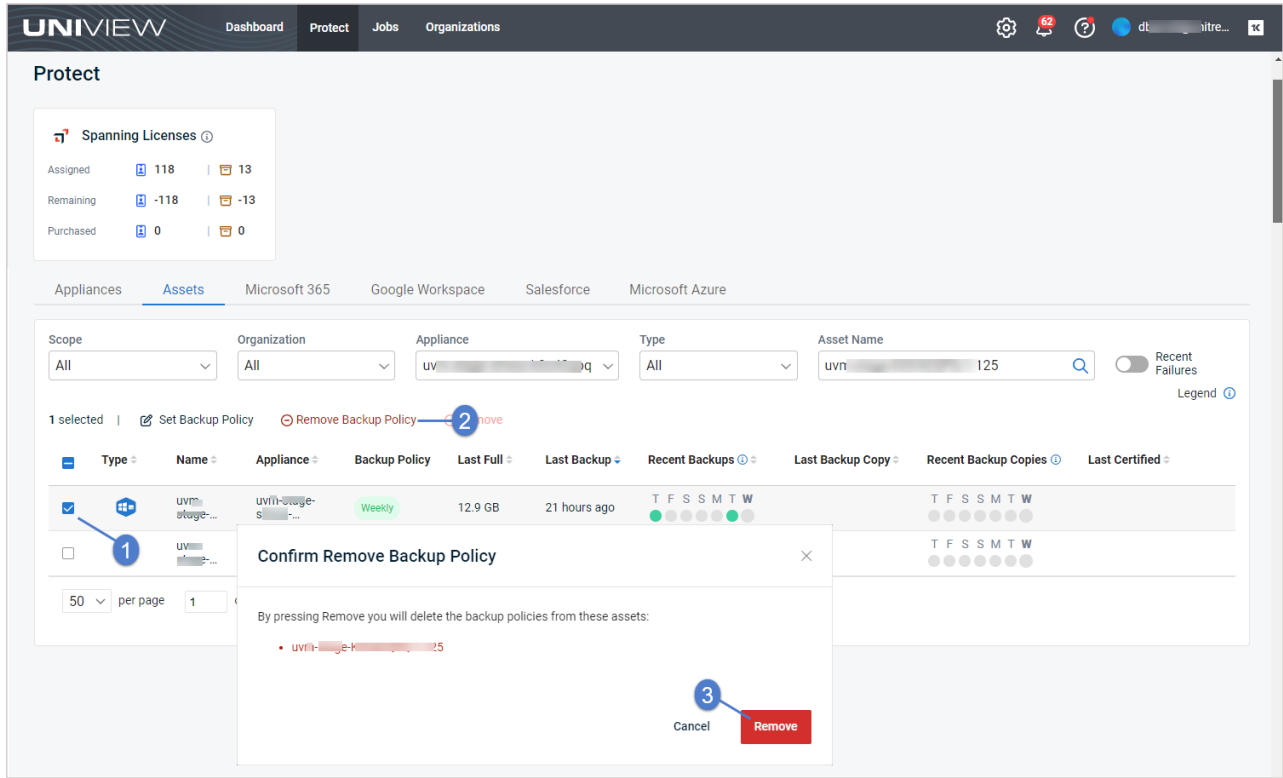 UNIVIEW Dashboard Protect Jobs Organizations 62
Protect
Spanning Licenses
Assigned 118 | 13
Remaining -118 | -13
Purchased 0 | 0
Appliances Assets Microsoft 365 Google Workspace Salesforce Microsoft Azure
Scope Organization Appliance Type Asset Name
All All All 125
Recent
Failures
Legend
1 selected | Set Backup Policy Remove Backup Policy 2
Type Name Appliance Backup Policy Last Full Last Backup Recent Backups Last Backup Copy Recent Backup Copies Last Certified
Weekly 12.9 GB 21 hours ago T F S S M T W T F S S M T W
1
T F S S M T W
50 per page 1
Confirm Remove Backup Policy
By pressing Remove you will delete the backup policies from these assets:
3
Cancel Remove